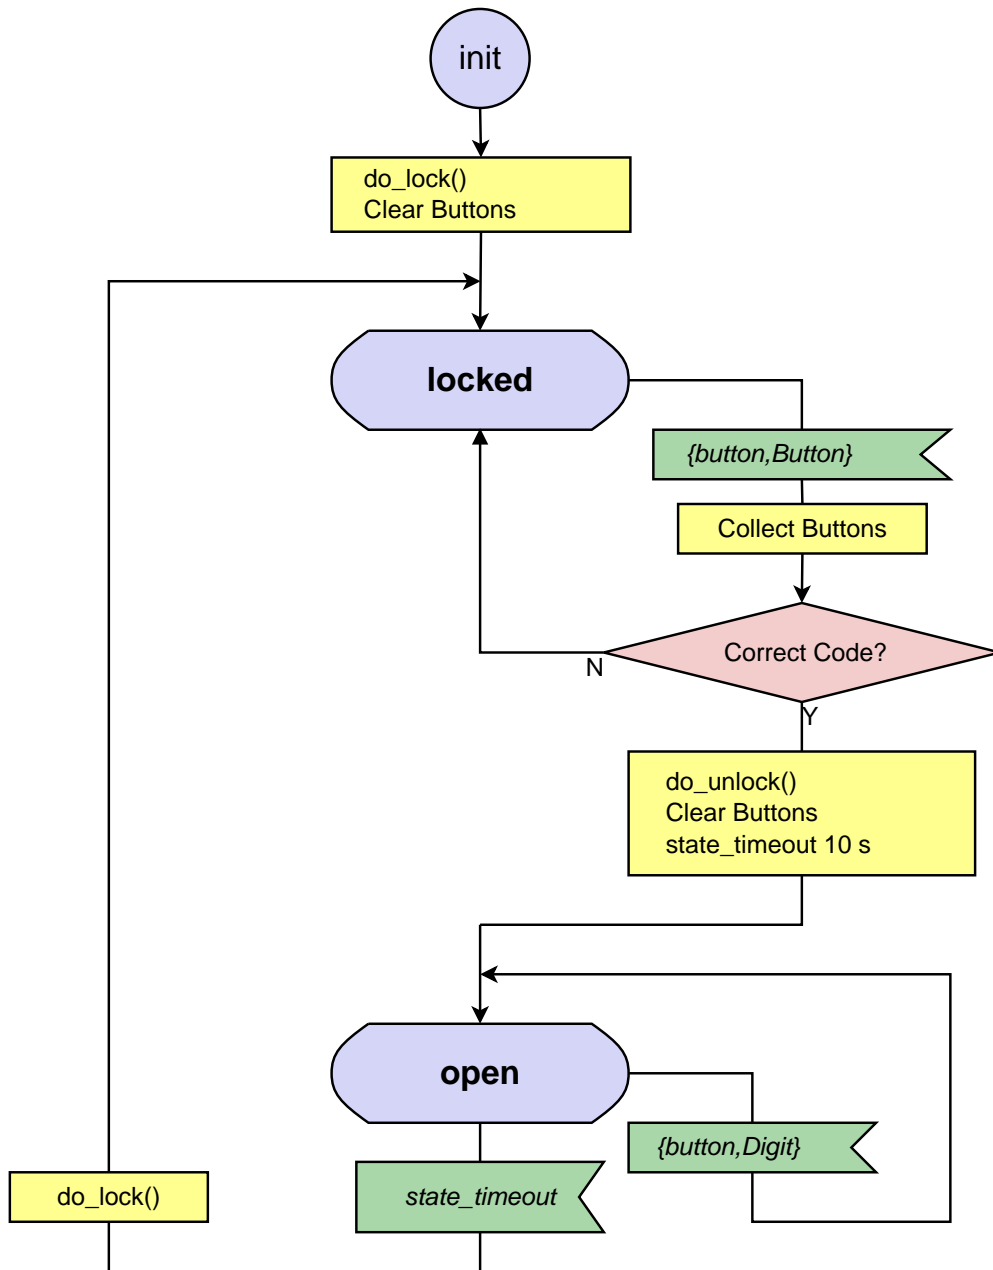 init
do_lock()
Clear Buttons
locked
{button,Button}
Collect Buttons
Correct Code?
N
Y
do_unlock()
Clear Buttons
state_timeout 10 s
open
{button,Digit}
do_lock()
state_timeout